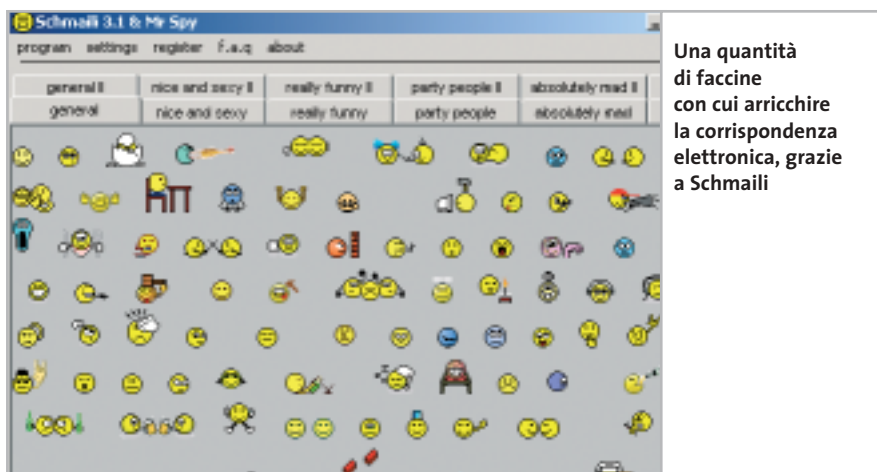 Schmaili 3.1 & Mr Spy
program settings register f.a.q about
general II nice and sexy II really funny II party people II absolutely mad II
general nice and sexy really funny party people absolutely mad
Una quantità
di faccine
con cui arricchire
la corrispondenza
elettronica, grazie
a Schmaili